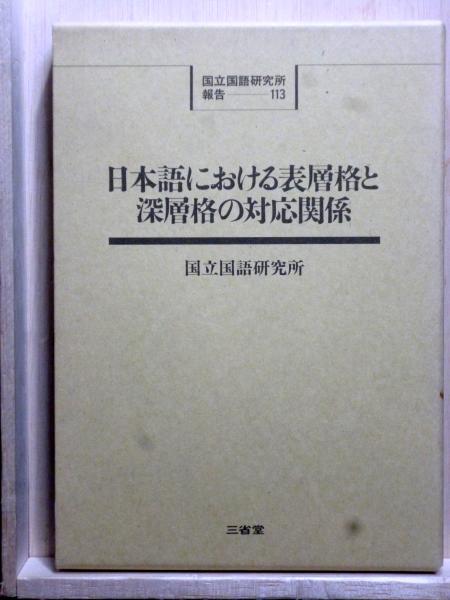 国立国語研究所
報告――113
日本語における表層格と
深層格の対応関係
国立国語研究所
三省堂